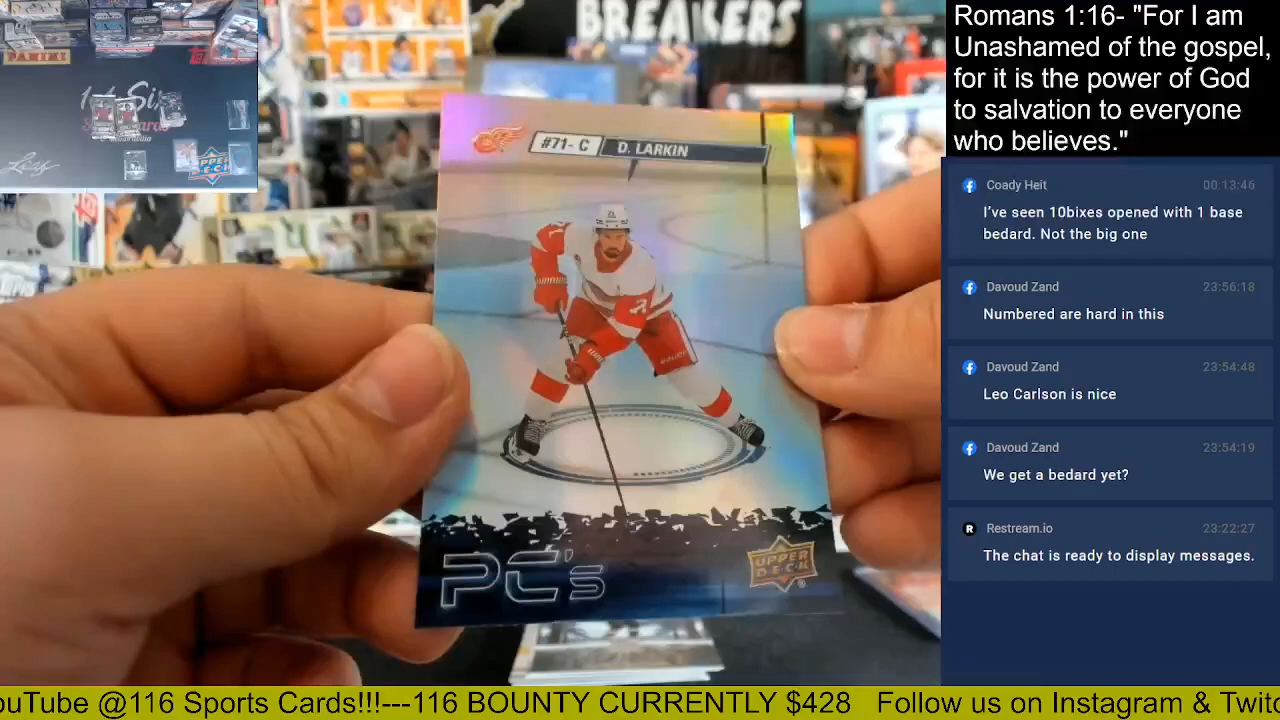 BREAKERS
PANINI
Leaf
UPPER
DECK
#71- C D. LARKIN
PC's
UPPER
DECK
Romans 1:16- "For I am
Unashamed of the gospel,
for it is the power of God
to salvation to everyone
who believes."
Coady Heit 00:13:46
I've seen 10bixes opened with 1 base
bedard. Not the big one
Davoud Zand 23:56:18
Numbered are hard in this
Davoud Zand 23:54:48
Leo Carlson is nice
Davoud Zand 23:54:19
We get a bedard yet?
R Restream.io 23:22:27
The chat is ready to display messages.
ouTube @116 Sports Cards!!!---116 BOUNTY CURRENTLY $428 Follow us on Instagram & Twitc